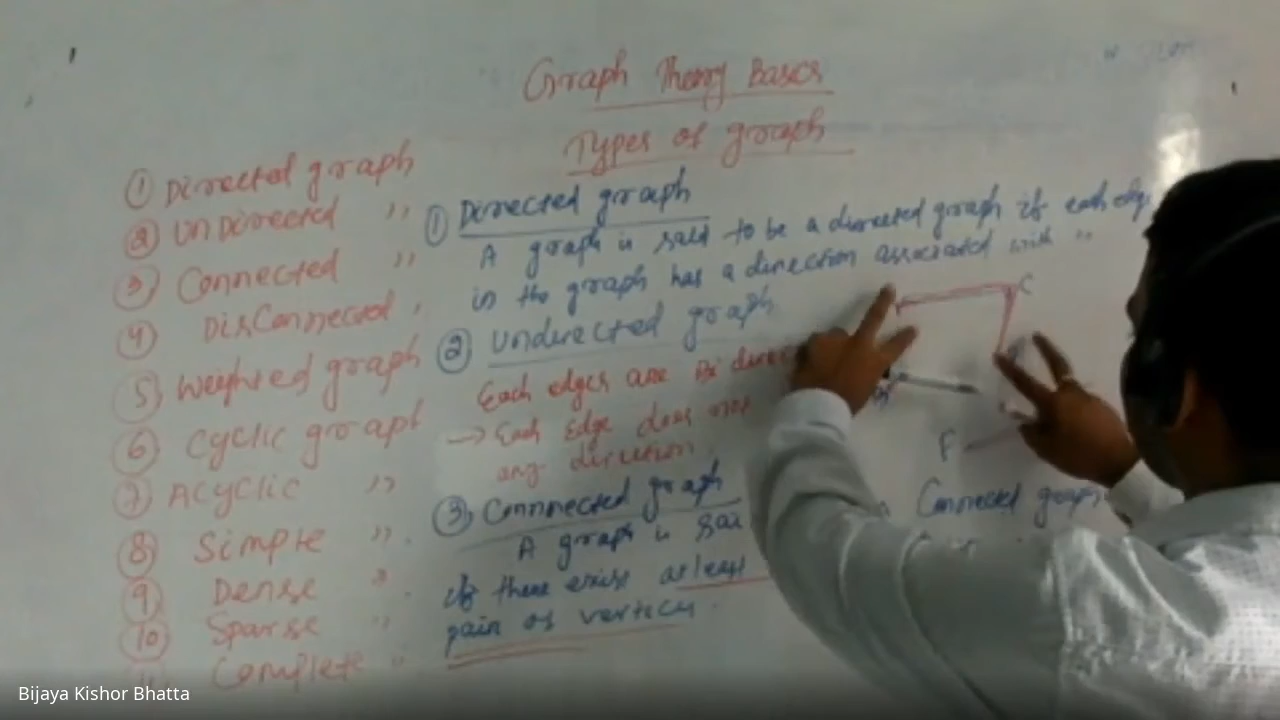 Graph Theory Basics
Types of graph
① Directed graph
② UnDirected "
③ Connected "
④ DisConnected "
⑤ Weighted graph
⑥ Cyclic graph
⑦ Acyclic "
⑧ Simple "
⑨ Dense "
⑩ Sparse "
Complete "
① Directed graph
A graph is said to be a directed graph if each edge
in the graph has a direction associated with it
② Undirected graph
Each edges are Bi
→ Each Edge does not
any direction.
③ Connected graph
A graph is
if there exist atleast
pair of vertices.
C
F
Connected graph
Bijaya Kishor Bhatta